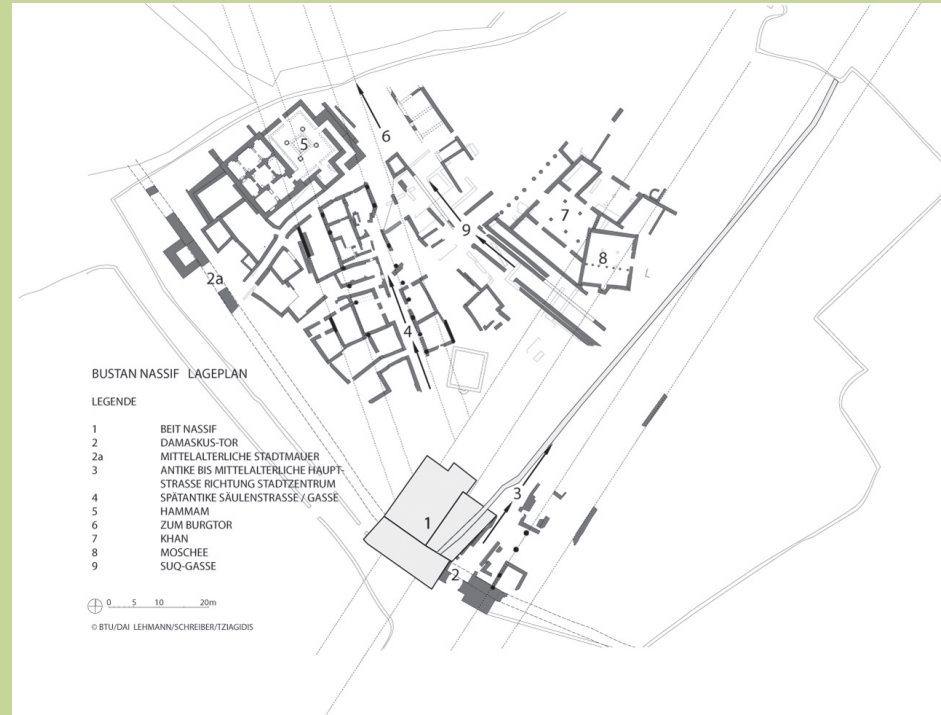 6
5
7
9
8
2a
4
BUSTAN NASSIF LAGEPLAN
LEGENDE
1 BEIT NASSIF
2 DAMASKUS-TOR
2a MITTELALTERLICHE STADTMAUER
3 ANTIKE BIS MITTELALTERLICHE HAUPT-
STRASSE RICHTUNG STADTZENTRUM
4 SPÄTANTIKE SÄULENSTRASSE / GASSE
5 HAMMAM
6 ZUM BURGTOR
7 KHAN
8 MOSCHEE
9 SUQ-GASSE
3
1
2
0 5 10 20m
© BTU/DAI LEHMANN/SCHREIBER/TZIAGIDIS